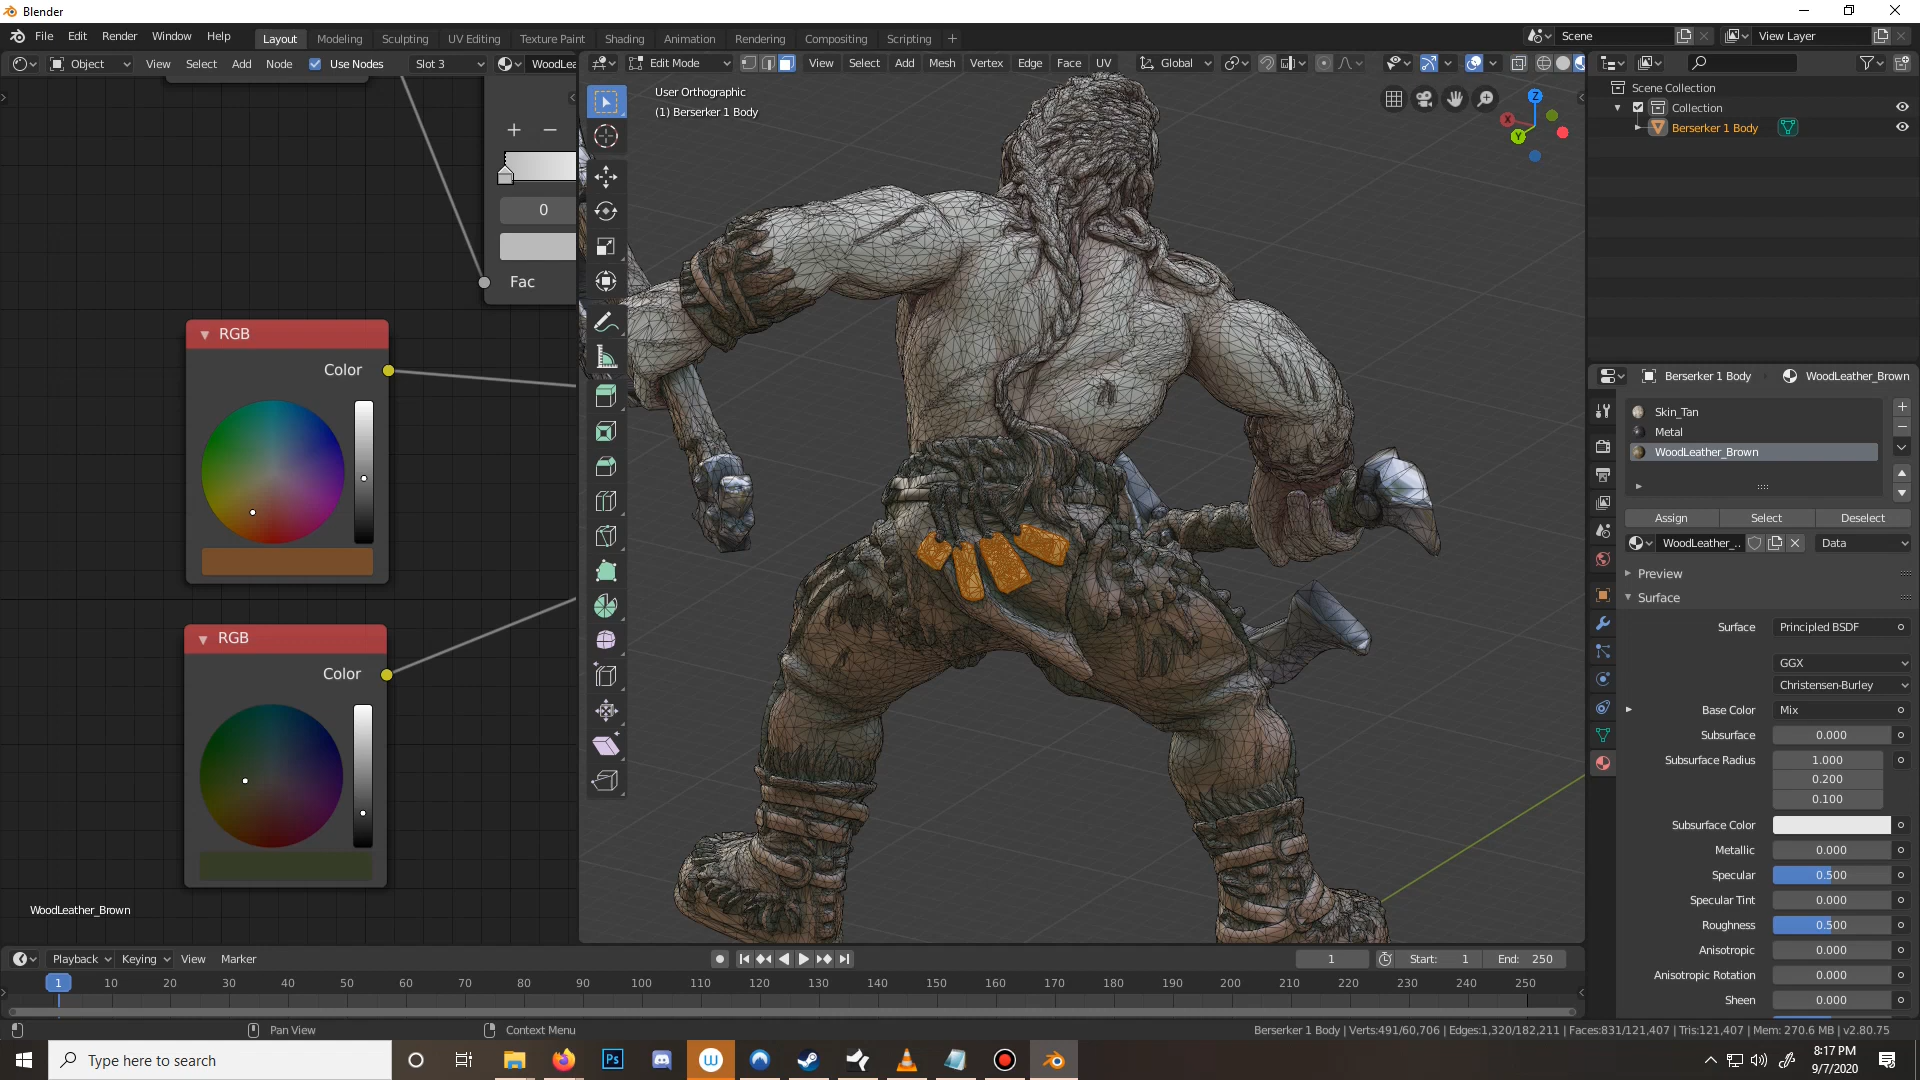 Blender
File Edit Render Window Help
Layout Modeling Sculpting UV Editing Texture Paint Shading Animation Rendering Compositing Scripting +
Scene
View Layer
Object View Select Add Node Use Nodes Slot 3 WoodLea
Edit Mode View Select Add Mesh Vertex Edge Face UV Global
User Orthographic
(1) Berserker 1 Body
Z
X
Y
0
Fac
RGB
Color
RGB
Color
WoodLeather_Brown
Scene Collection
Collection
Berserker 1 Body
Berserker 1 Body WoodLeather_Brown
Skin_Tan
Metal
WoodLeather_Brown
Assign Select Deselect
WoodLeather_.. Data
Preview
Surface
Surface Principled BSDF
GGX
Christensen-Burley
Base Color Mix
Subsurface 0.000
Subsurface Radius 1.000
0.200
0.100
Subsurface Color
Metallic 0.000
Specular 0.500
Specular Tint 0.000
Roughness 0.500
Anisotropic 0.000
Anisotropic Rotation 0.000
Sheen 0.000
Playback Keying View Marker
1 Start: 1 End: 250
1 10 20 30 40 50 60 70 80 90 100 110 120 130 140 150 160 170 180 190 200 210 220 230 240 250
Pan View Context Menu
Berserker 1 Body | Verts:491/60,706 | Edges:1,320/182,211 | Faces:831/121,407 | Tris:121,407 | Mem: 270.6 MB | v2.80.75
Type here to search
Ps
W
8:17 PM
9/7/2020